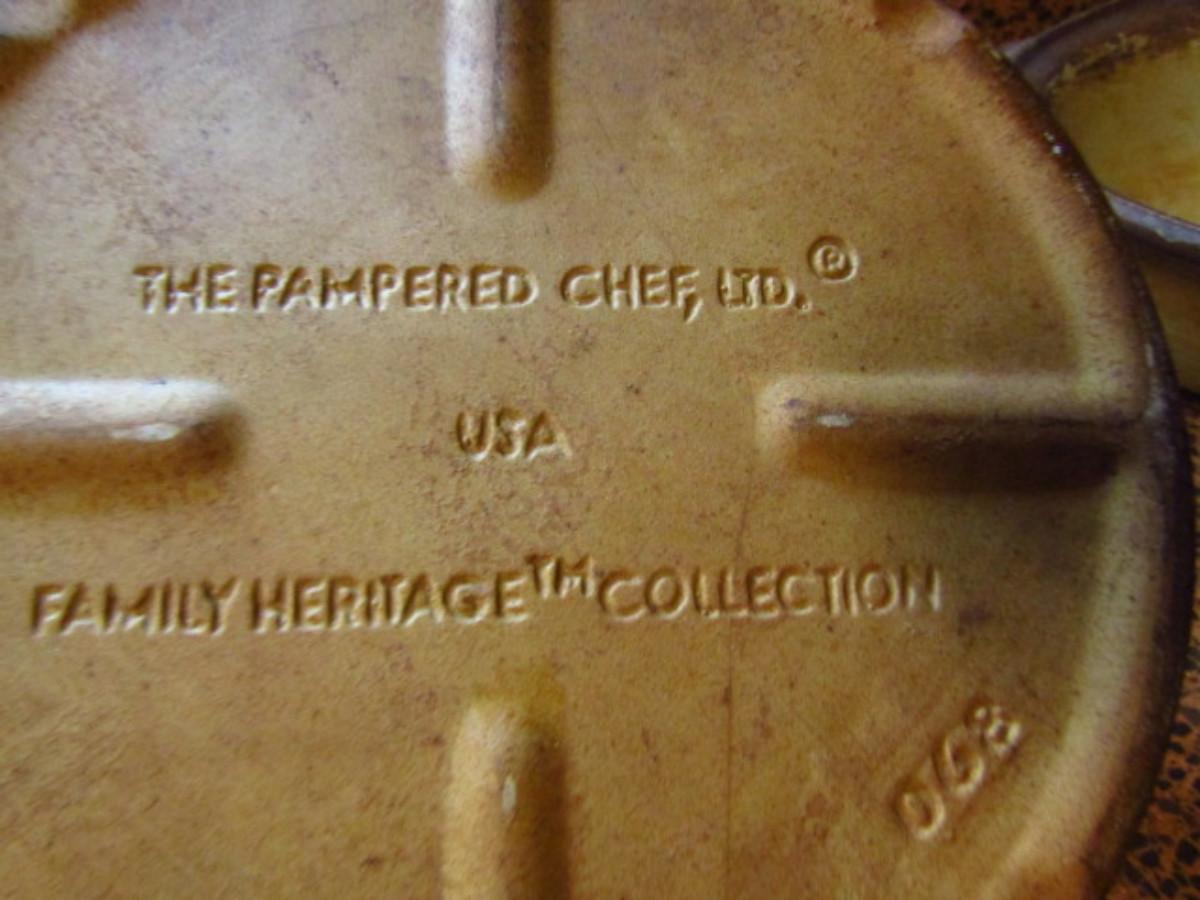 THE PAMPERED CHEF, LTD.®
USA
FAMILY HERITAGE™ COLLECTION